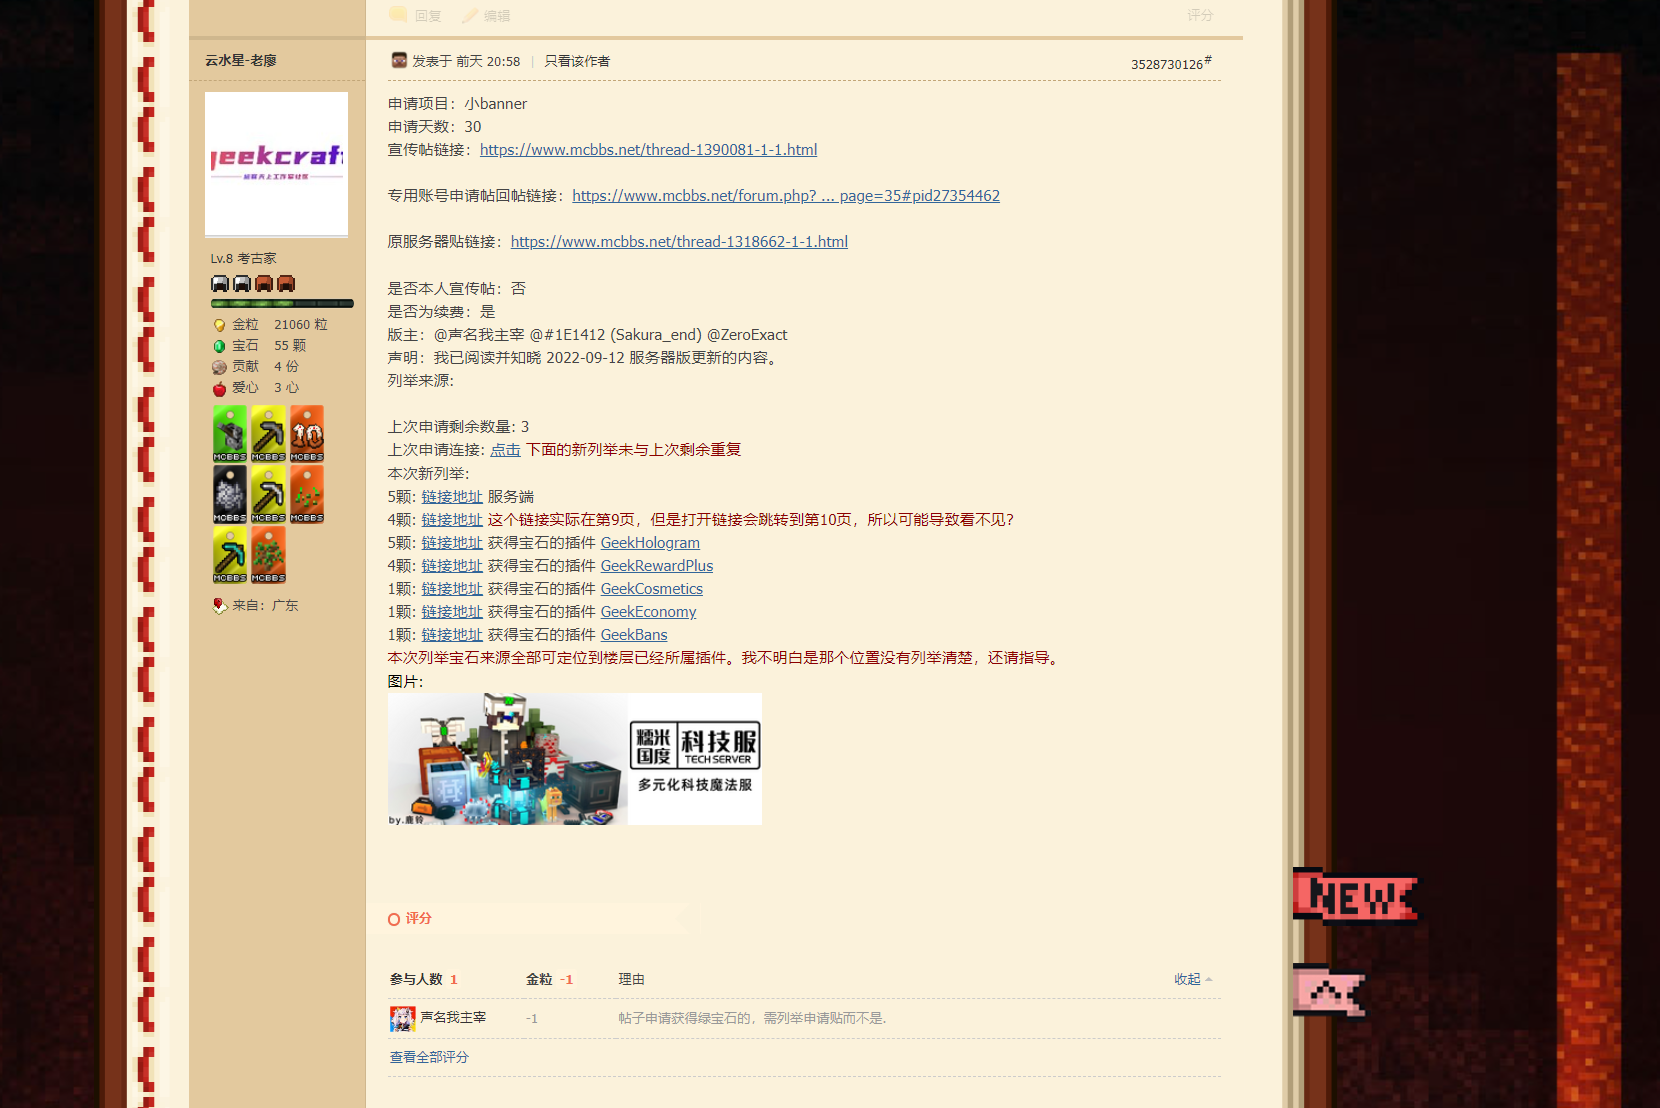 回复 编辑 评分
云水星-老廖
发表于 前天 20:58 | 只看该作者 3528730126#
geekcraft
Lv.8 考古家
金粒 21060 粒
宝石 55 颗
贡献 4 份
爱心 3 心
MCBBS MCBBS 10 MCBBS
MCBBS MCBBS MCBBS
MCBBS MCBBS
来自：广东
申请项目：小banner
申请天数：30
宣传帖链接：https://www.mcbbs.net/thread-1390081-1-1.html
专用账号申请帖回帖链接：https://www.mcbbs.net/forum.php? ... page=35#pid27354462
原服务器贴链接：https://www.mcbbs.net/thread-1318662-1-1.html
是否本人宣传帖：否
是否为续费：是
版主：@声名我主宰 @#1E1412 (Sakura_end) @ZeroExact
声明：我已阅读并知晓 2022-09-12 服务器版更新的内容。
列举来源:
上次申请剩余数量: 3
上次申请连接: 点击 下面的新列举未与上次剩余重复
本次新列举:
5颗: 链接地址 服务端
4颗: 链接地址 这个链接实际在第9页，但是打开链接会跳转到第10页，所以可能导致看不见?
5颗: 链接地址 获得宝石的插件 GeekHologram
4颗: 链接地址 获得宝石的插件 GeekRewardPlus
1颗: 链接地址 获得宝石的插件 GeekCosmetics
1颗: 链接地址 获得宝石的插件 GeekEconomy
1颗: 链接地址 获得宝石的插件 GeekBans
本次列举宝石来源全部可定位到楼层已经所属插件。我不明白是那个位置没有列举清楚，还请指导。
图片:
糯米国度 科技服
TECH SERVER
多元化科技魔法服
by.鹿铃
NEW
评分
参与人数 1 金粒 -1 理由 收起
声名我主宰 -1 帖子申请获得绿宝石的，需列举申请贴而不是.
查看全部评分